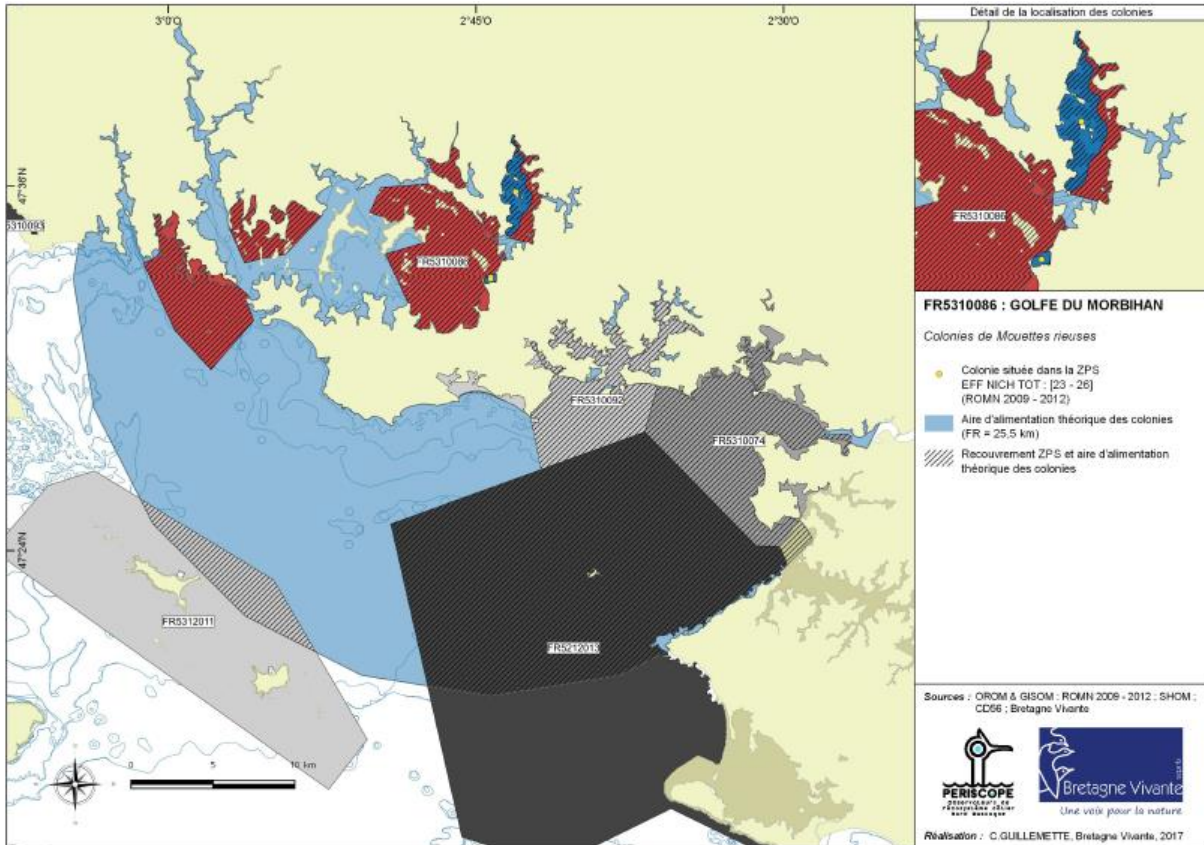 3°0'O
2°45'O
2°30'O
47°36'N
47°24'N
5310093
FR5310086
FR5310092
FR5310074
FR5312011
FR5212013
0 5 10 km
Détail de la localisation des colonies
FR5310086
FR5310086 : GOLFE DU MORBIHAN
Colonies de Mouettes rieuses
Colonie située dans la ZPS
EFF NICH TOT : [23 - 26]
(ROMN 2009 - 2012)
Aire d'alimentation théorique des colonies
(FR = 25,5 km)
Recouvrement ZPS et aire d'alimentation
théorique des colonies
Sources : OROM & GISOM : ROMN 2009 - 2012 ; SHOM ;
CD56 ; Bretagne Vivante
PERISCOPE
Bretagne Vivante
Une voix pour la nature
Réalisation : C.GUILLEMETTE, Bretagne Vivante, 2017